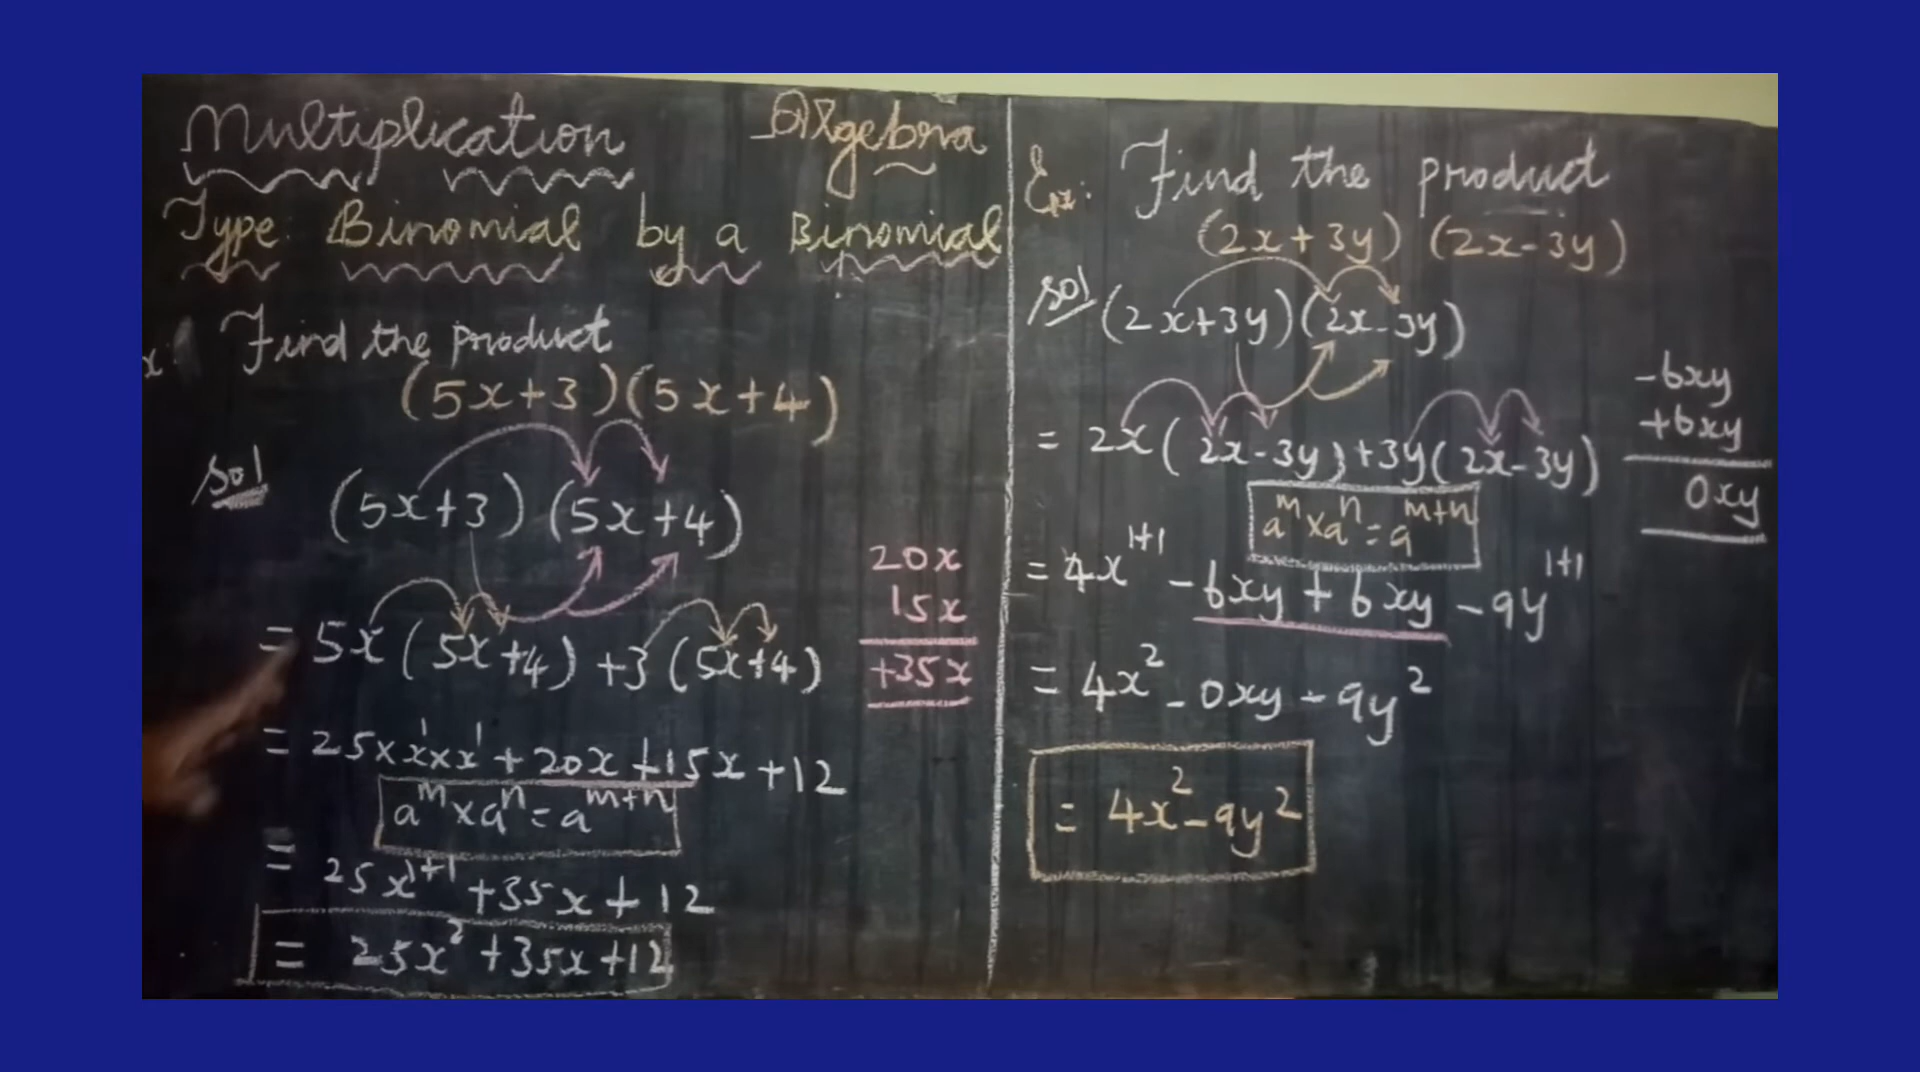 Multiplication Algebra
Type: Binomial by a Binomial
Find the product
(5x+3)(5x+4)
Sol
(5x+3)(5x+4)
= 5x(5x+4)+3(5x+4)
= 25×x¹×x¹+20x+15x+12
aᵐ×aⁿ=aᵐ⁺ⁿ
= 25x¹⁺¹+35x+12
= 25x²+35x+12
20x
15x
+35x
Ex: Find the product
(2x+3y) (2x-3y)
Sol (2x+3y)(2x-3y)
= 2x(2x-3y)+3y(2x-3y)
aᵐ×aⁿ=aᵐ⁺ⁿ
= 4x¹⁺¹-6xy+6xy-9y¹⁺¹
= 4x²-0xy-9y²
= 4x²-9y²
-6xy
+6xy
0xy